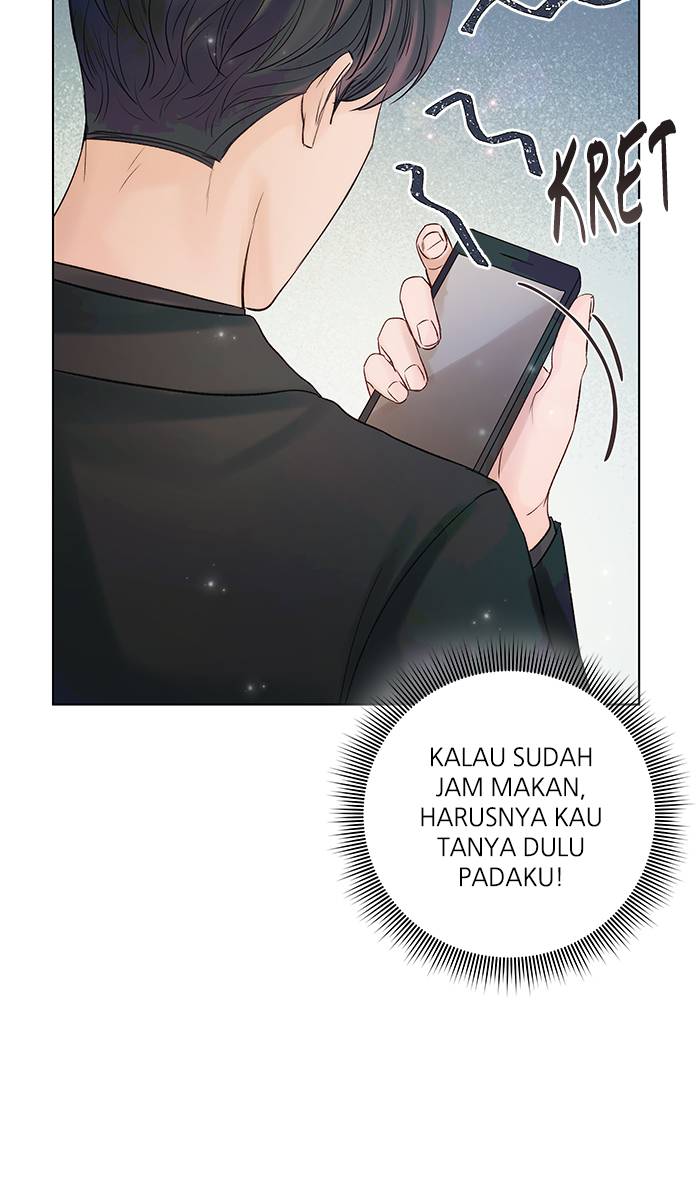 KRET
KALAU SUDAH
JAM MAKAN,
HARUSNYA KAU
TANYA DULU
PADAKU!